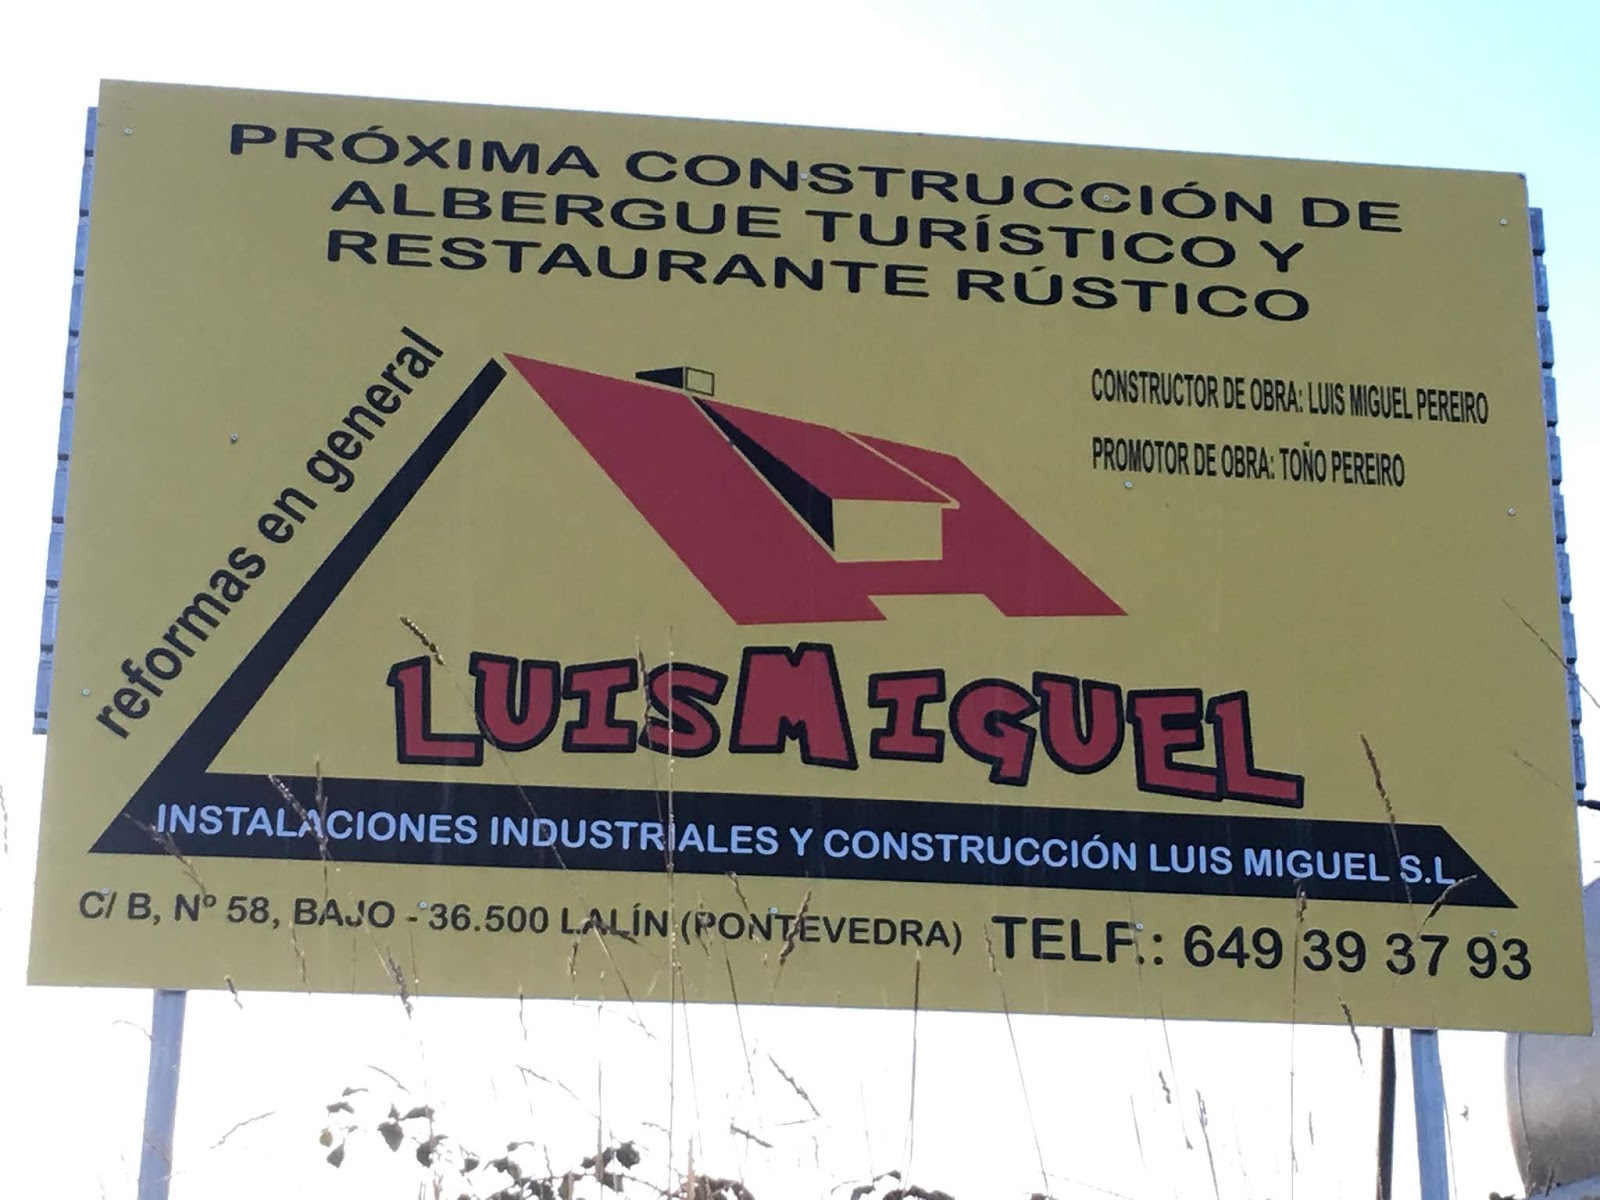 PRÓXIMA CONSTRUCCIÓN DE
ALBERGUE TURÍSTICO Y
RESTAURANTE RÚSTICO
reformas en general
CONSTRUCTOR DE OBRA: LUIS MIGUEL PEREIRO
PROMOTOR DE OBRA: TOÑO PEREIRO
LUIS MIGUEL
INSTALACIONES INDUSTRIALES Y CONSTRUCCIÓN LUIS MIGUEL S.L.
C/ B, Nº 58, BAJO - 36.500 LALÍN (PONTEVEDRA) TELF.: 649 39 37 93